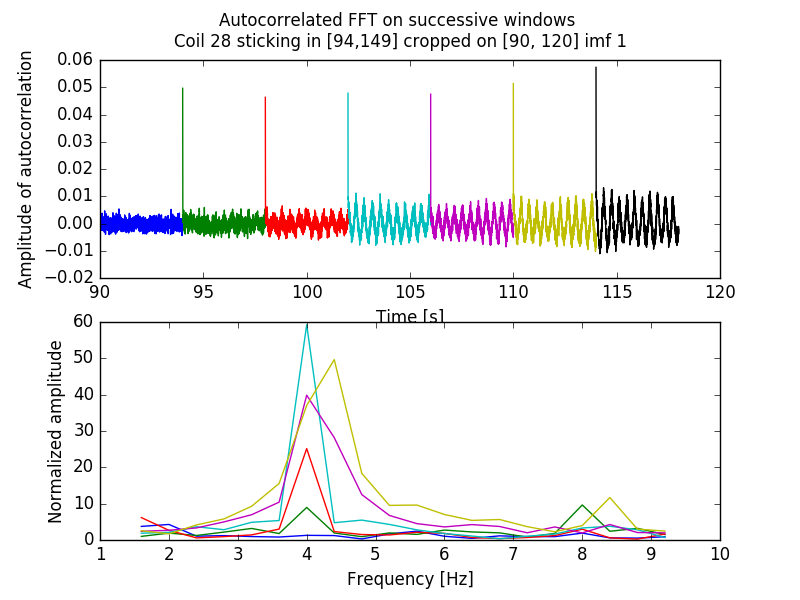 Autocorrelated FFT on successive windows
Coil 28 sticking in [94,149] cropped on [90, 120] imf 1
Amplitude of autocorrelation
0.06
0.05
0.04
0.03
0.02
0.01
0.00
−0.01
−0.02
90 95 100 105 110 115 120
Time [s]
Normalized amplitude
60
50
40
30
20
10
0
1 2 3 4 5 6 7 8 9 10
Frequency [Hz]